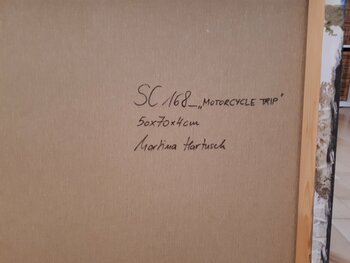 SC 168_„MOTORCYCLE TRIP"
50x70x4cm
Martina Hartusch